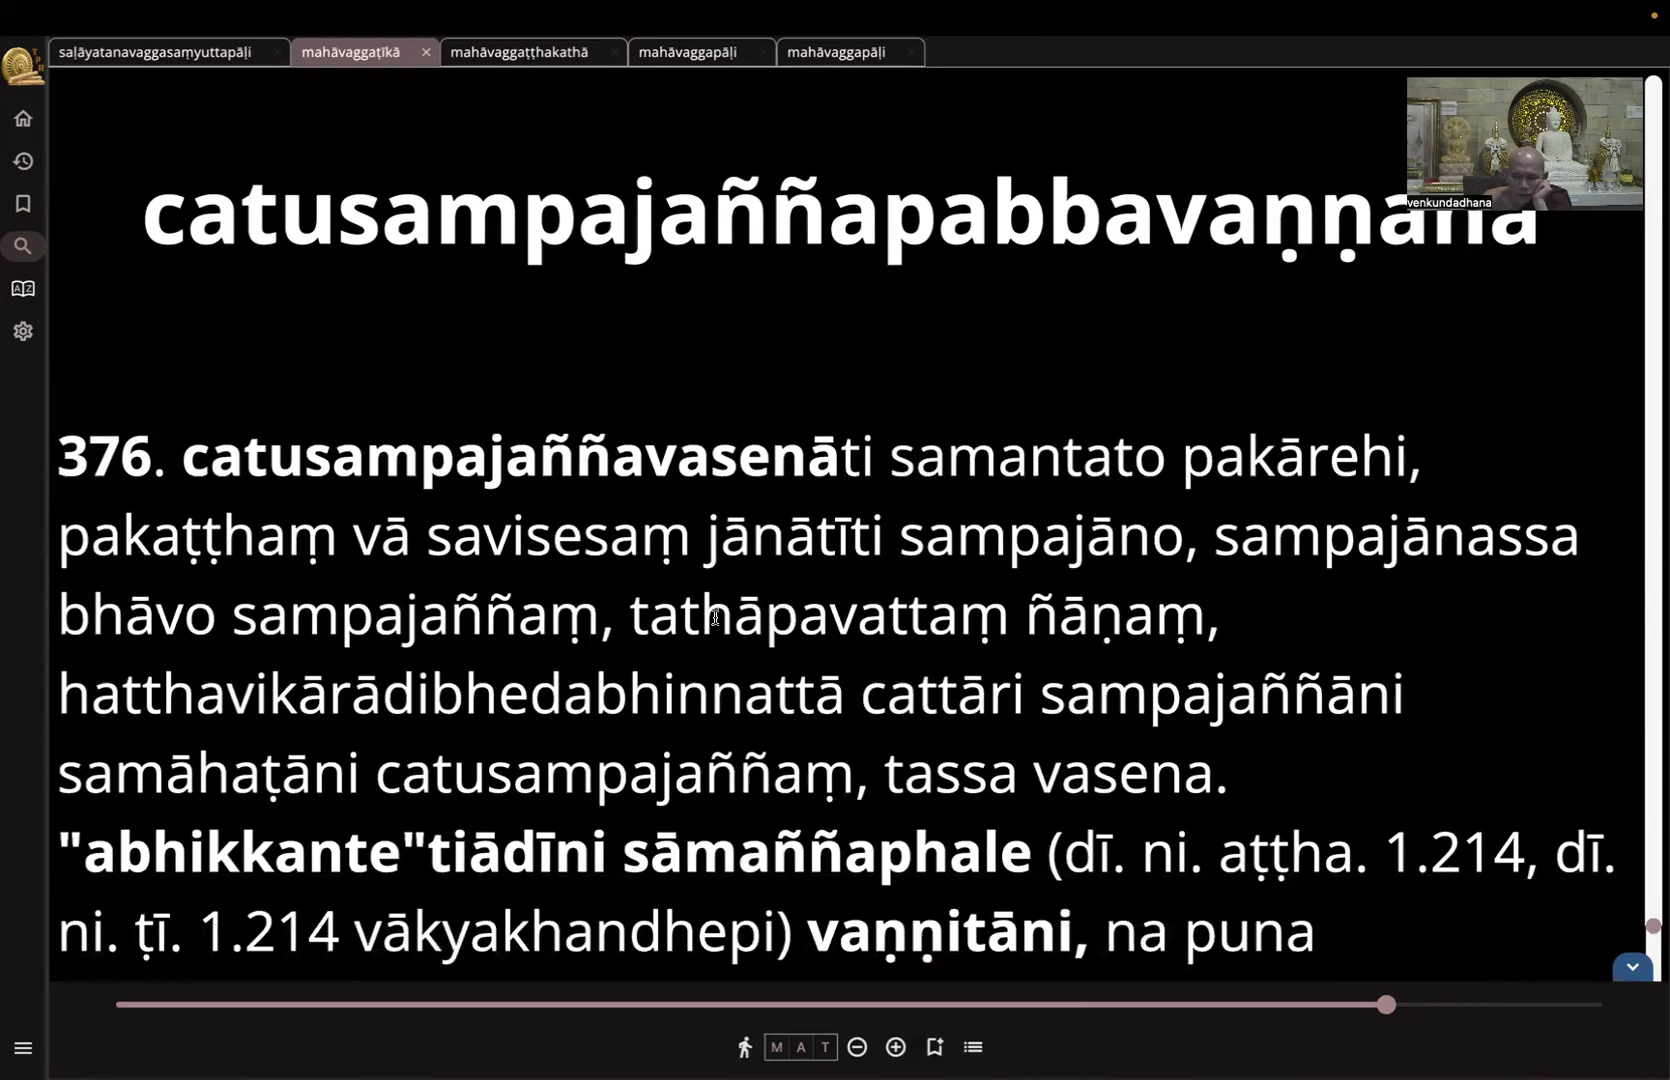 saḷāyatanavaggasaṃyuttapāḷi
mahāvaggaṭīkā
mahāvaggaṭṭhakathā
mahāvaggapāḷi
mahāvaggapāḷi
venkundadhana
catusampajaññapabbavaṇṇanā
376. catusampajaññavasenāti samantato pakārehi,
pakaṭṭhaṃ vā savisesaṃ jānātīti sampajāno, sampajānassa
bhāvo sampajaññaṃ, tathāpavattaṃ ñāṇaṃ,
hatthavikārādibhedabhinnattā cattāri sampajaññāni
samāhaṭāni catusampajaññaṃ, tassa vasena.
"abhikkante"tiādīni sāmaññaphale (dī. ni. aṭṭha. 1.214, dī.
ni. ṭī. 1.214 vākyakhandhepi) vaṇṇitāni, na puna
M A T